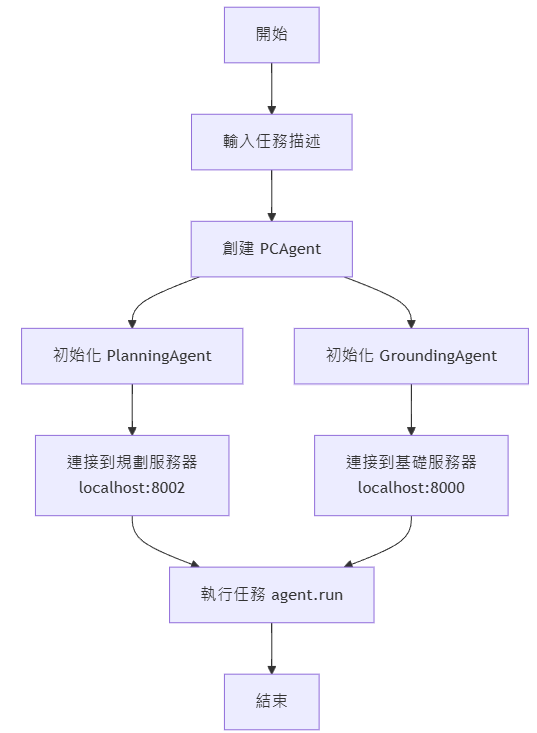 開始
輸入任務描述
創建 PCAgent
初始化 PlanningAgent
初始化 GroundingAgent
連接到規劃服務器
localhost:8002
連接到基礎服務器
localhost:8000
執行任務 agent.run
結束